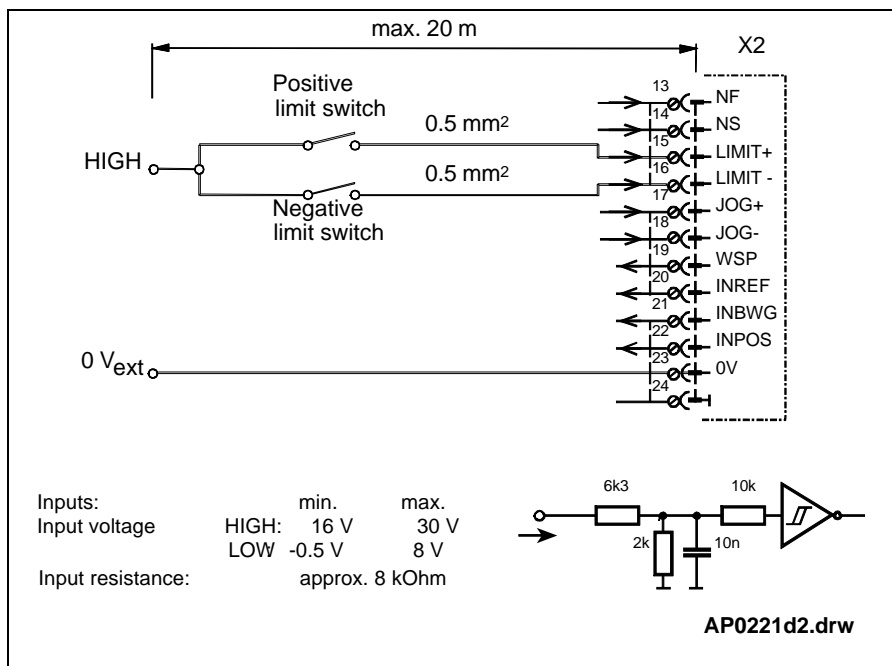 max. 20 m
X2
Positive
limit switch
0.5 mm2
HIGH
0.5 mm2
Negative
limit switch
13
NF
14
NS
15
LIMIT+
16
LIMIT -
17
JOG+
18
JOG-
19
WSP
20
INREF
21
INBWG
22
INPOS
23
0V
24
0 Vext
Inputs: min. max.
Input voltage HIGH: 16 V 30 V
LOW -0.5 V 8 V
Input resistance: approx. 8 kOhm
6k3
10k
2k
10n
AP0221d2.drw